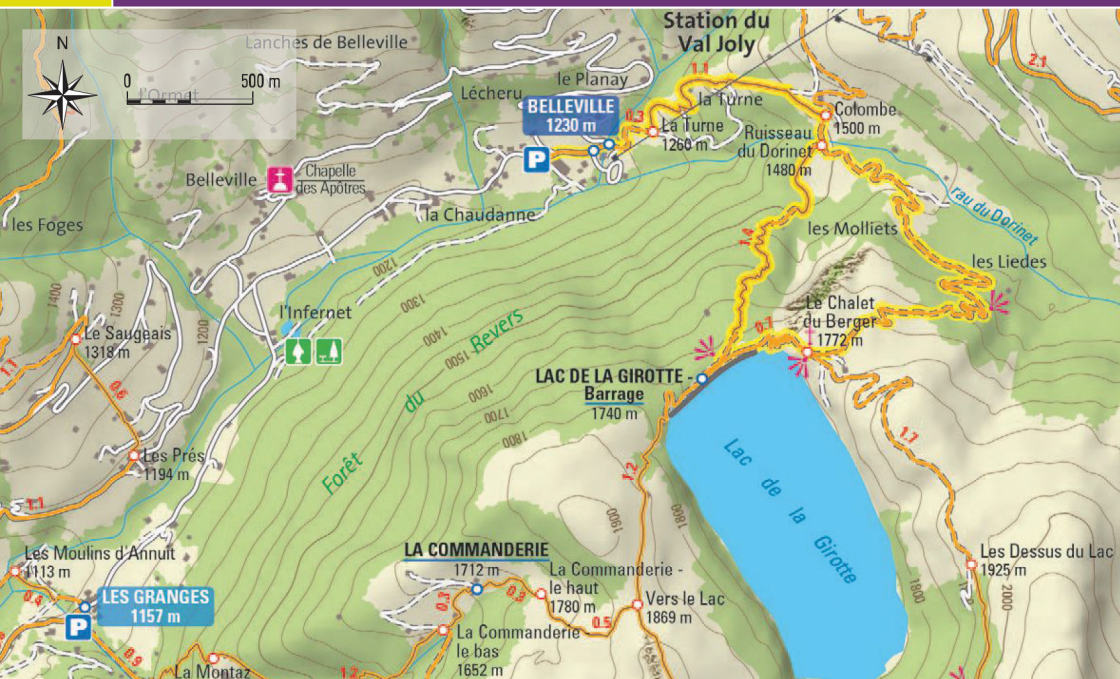 Station du
Val Joly
N
0 500 m
Lanches de Belleville
l'Ormet
le Planay
Lécheru
1.1
2.1
BELLEVILLE
1230 m
P
0.3
la Turne
La Turne
1260 m
Colombe
1500 m
Ruisseau
du Dorinet
1480 m
Belleville
Chapelle
des Apôtres
rau du Dorinet
les Foges
la Chaudanne
les Molliets
1.4
les Liedes
1200
1300
1400
1500
1600
1700
1800
1400
1300
1200
l'Infernet
Le Saugeais
1318 m
1.1
0.6
Le Chalet
du Berger
1772 m
0.7
Forêt
du
Revers
LAC DE LA GIROTTE -
Barrage
1740 m
1.7
Les Prés
1194 m
1.1
1.2
Lac de la Girotte
1900
1800
Les Moulins d'Annuit
1113 m
0.4
LES GRANGES
1157 m
P
0.9
La Montaz
LA COMMANDERIE
1712 m
0.3
0.3
La Commanderie -
le haut
1780 m
0.5
Vers le Lac
1869 m
La Commanderie -
le bas
1652 m
1.2
Les Dessus du Lac
1925 m
1800
2000